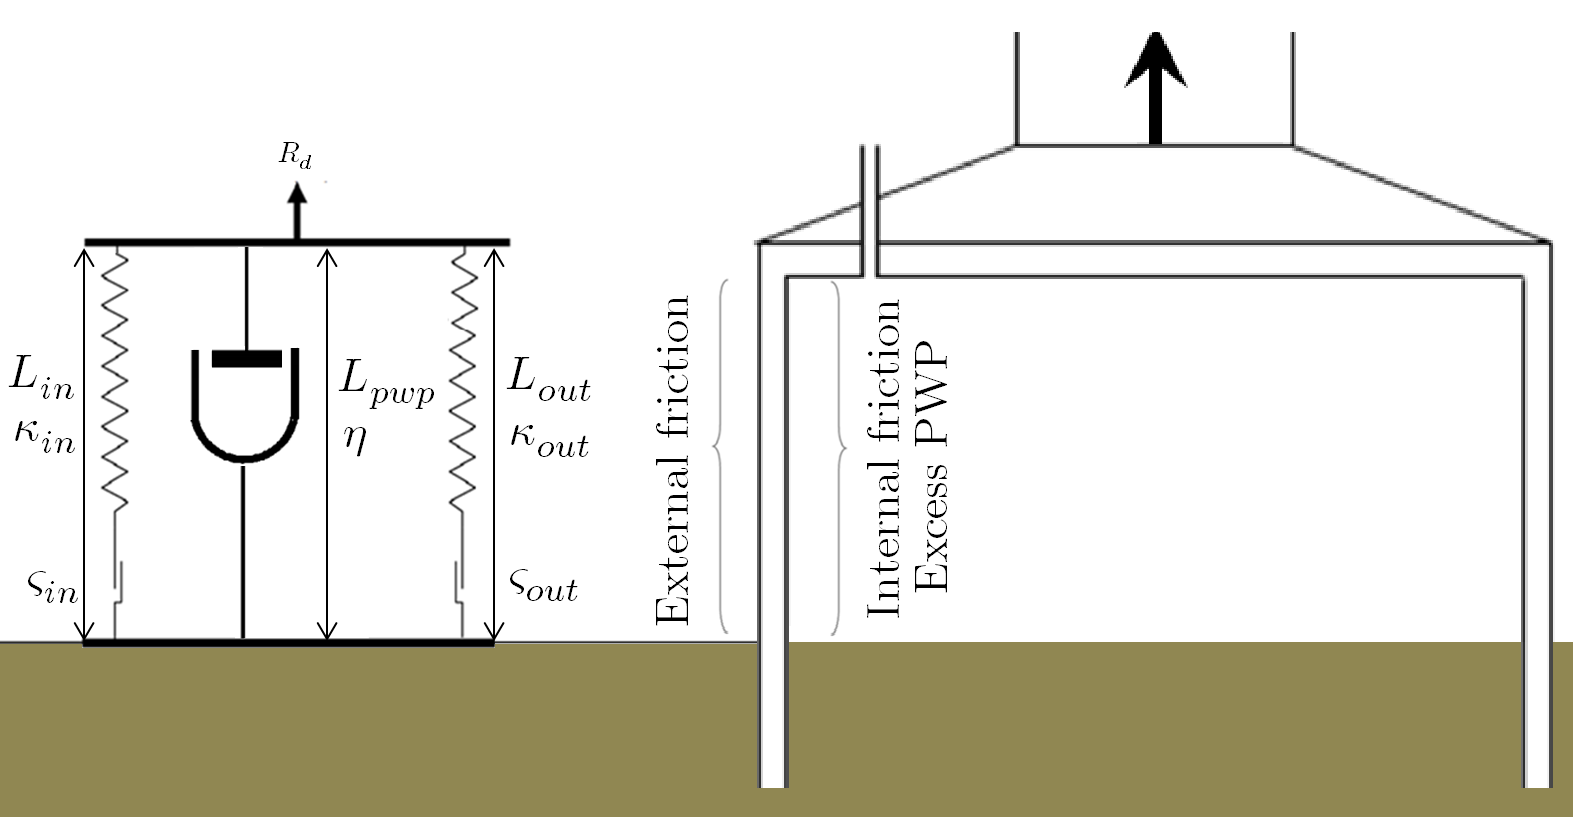 R_d
L_in
κ_in
L_pwp
η
L_out
κ_out
ς_in
ς_out
External friction
Internal friction
Excess PWP